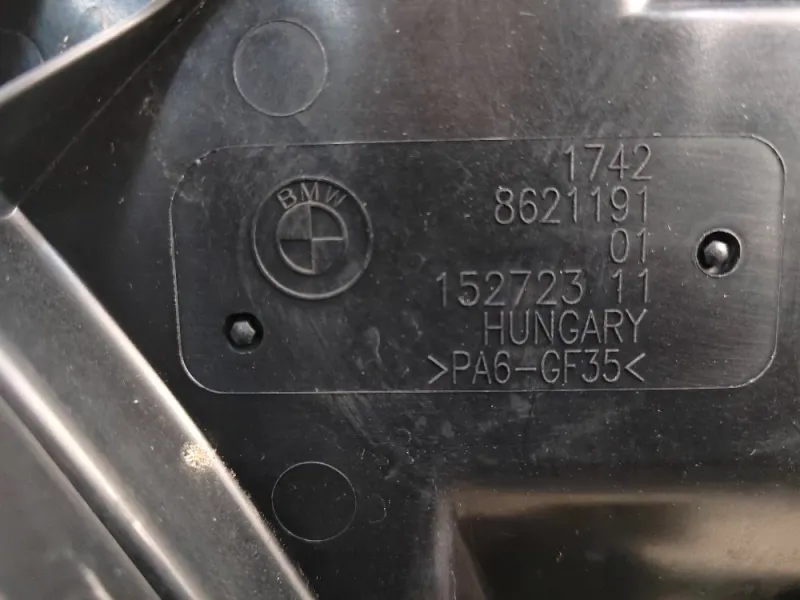 BMW
1742
8621191
01
152723 11
HUNGARY
>PA6-GF35<